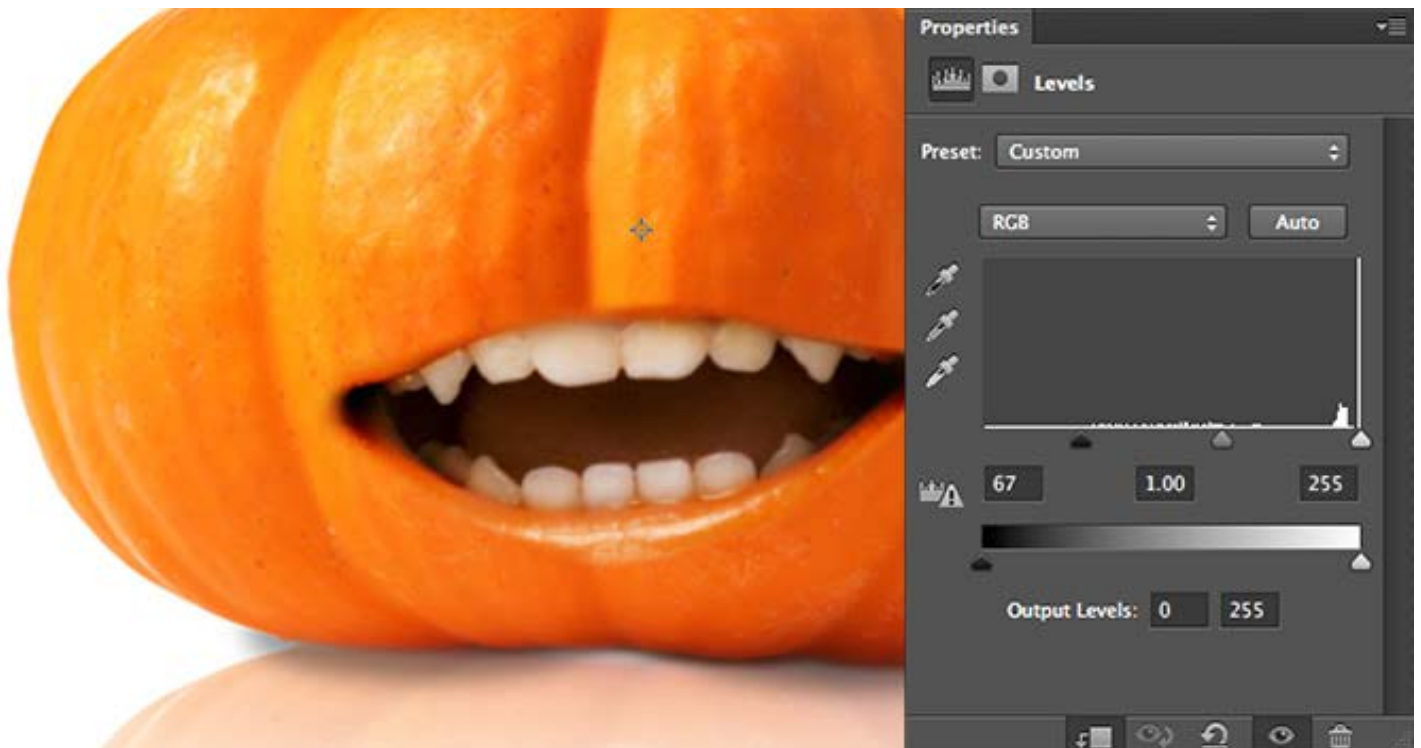 Properties
Levels
Preset: Custom
RGB Auto
67 1.00 255
Output Levels: 0 255